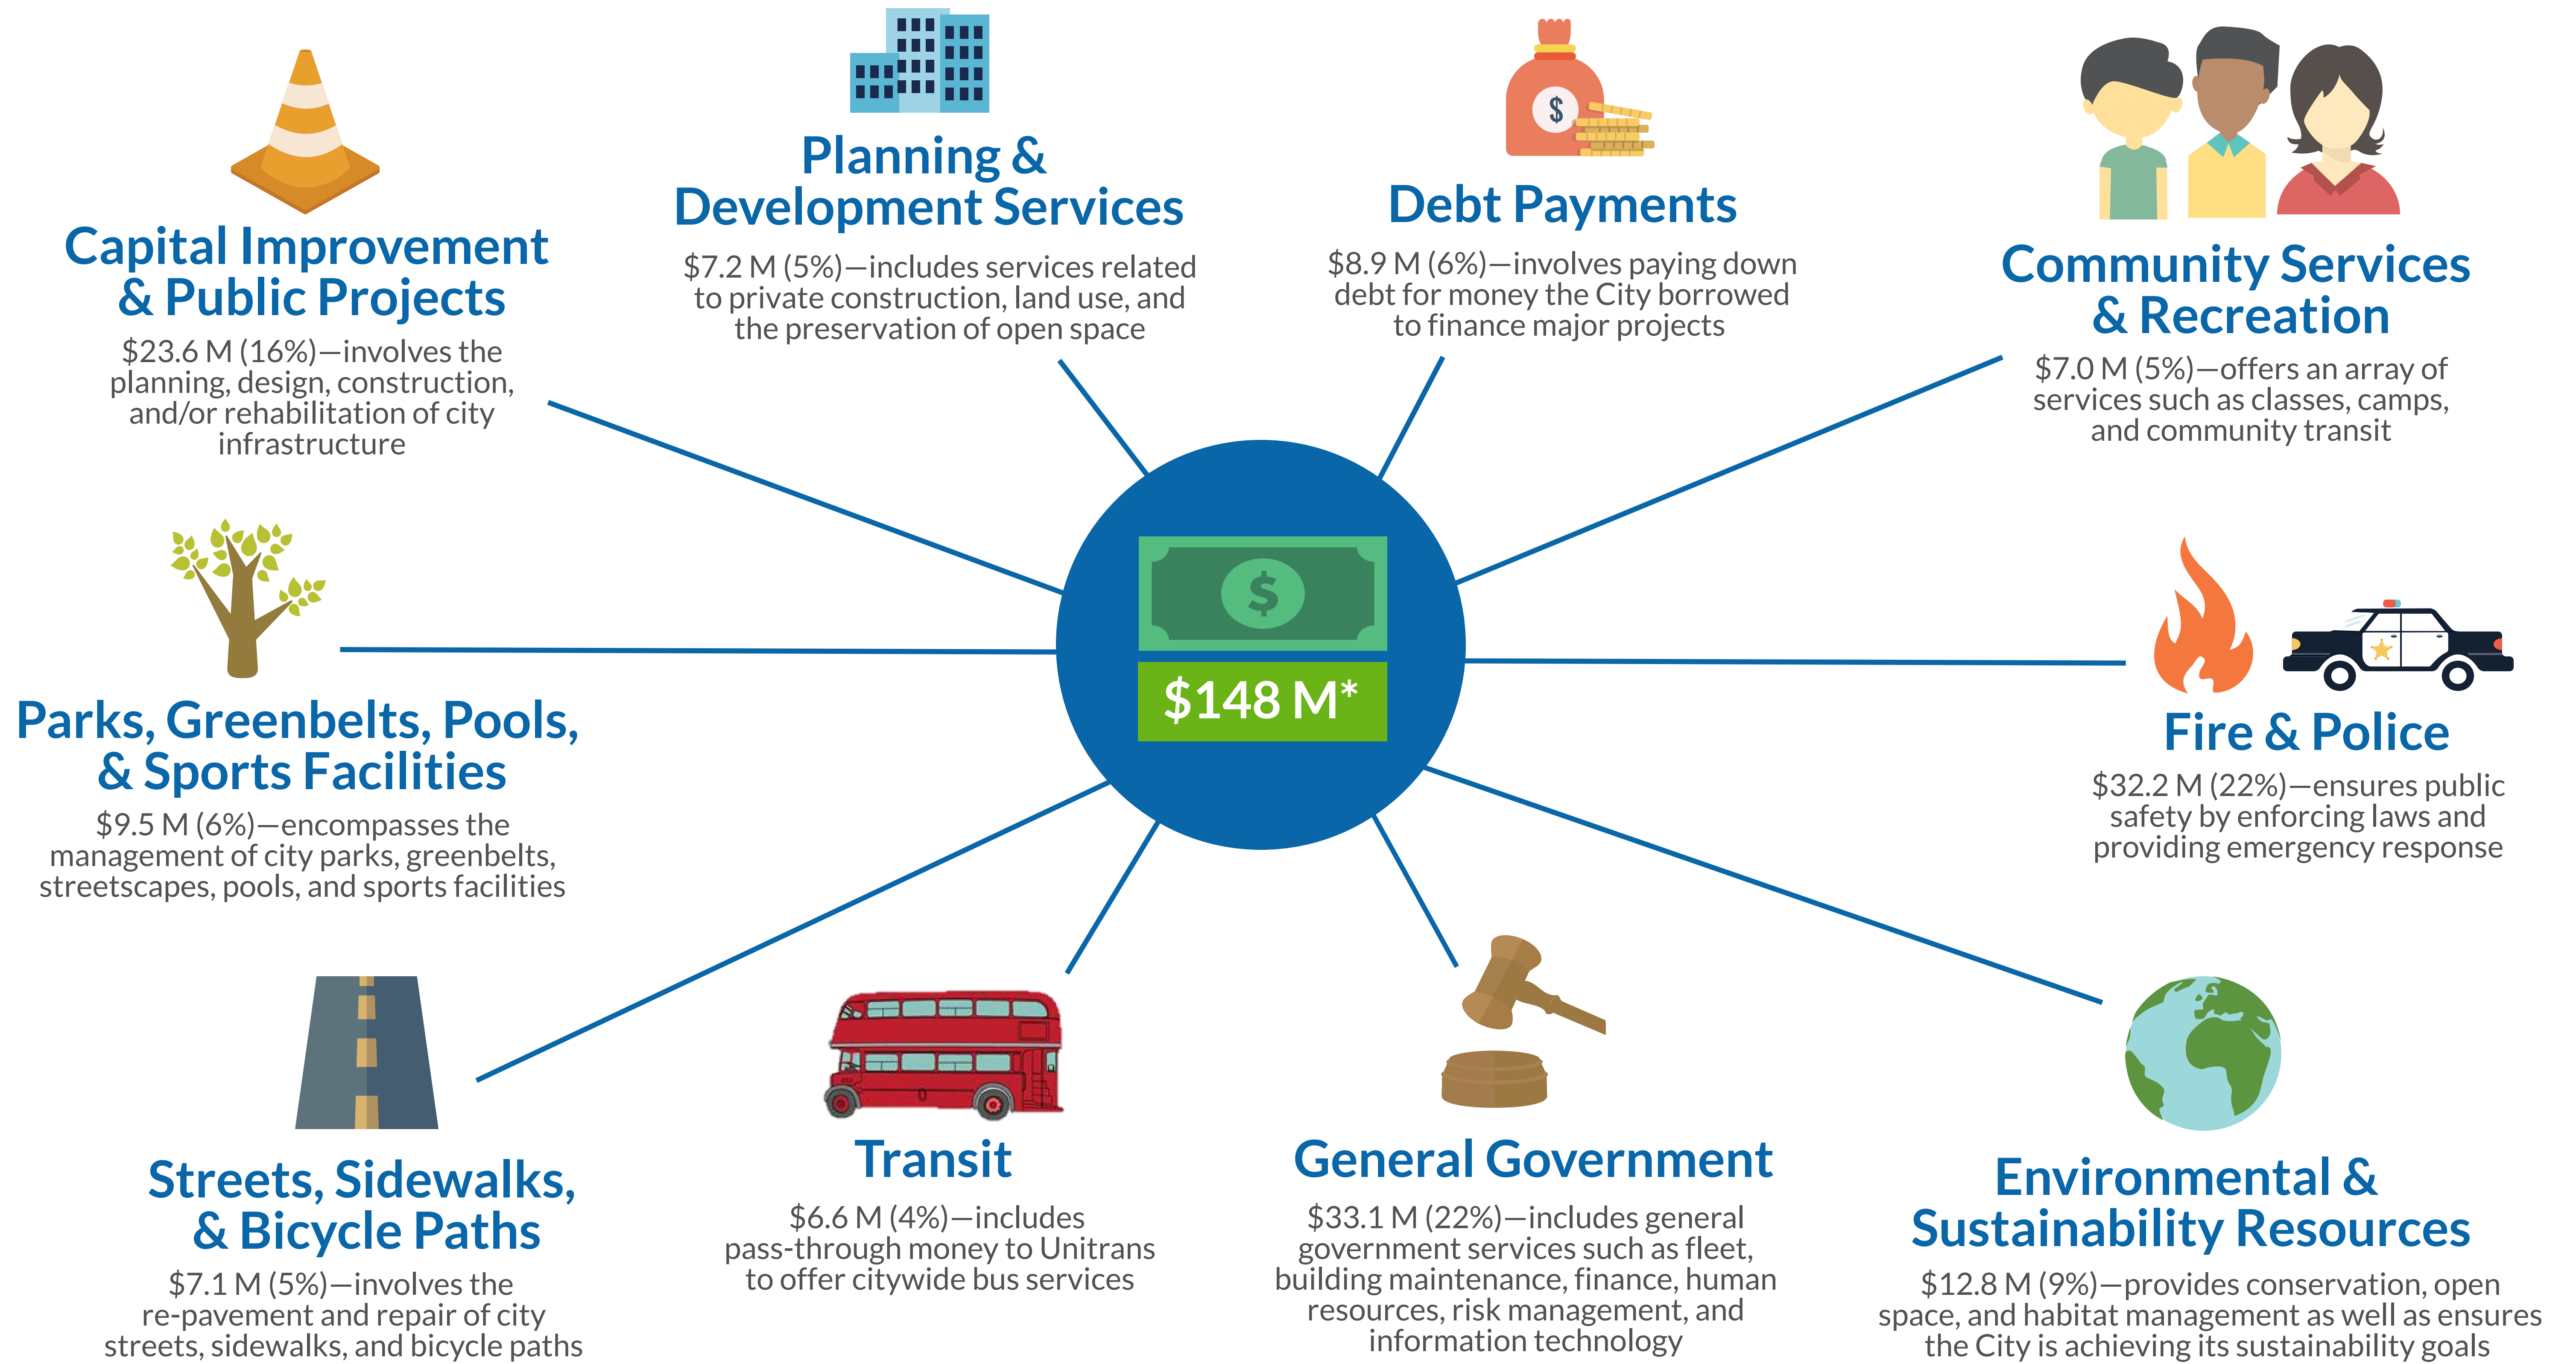 Capital Improvement
& Public Projects
$23.6 M (16%)—involves the
planning, design, construction,
and/or rehabilitation of city
infrastructure
Planning &
Development Services
$7.2 M (5%)—includes services related
to private construction, land use, and
the preservation of open space
$
Debt Payments
$8.9 M (6%)—involves paying down
debt for money the City borrowed
to finance major projects
Community Services
& Recreation
$7.0 M (5%)—offers an array of
services such as classes, camps,
and community transit
$
$148 M*
Parks, Greenbelts, Pools,
& Sports Facilities
$9.5 M (6%)—encompasses the
management of city parks, greenbelts,
streetscapes, pools, and sports facilities
Fire & Police
$32.2 M (22%)—ensures public
safety by enforcing laws and
providing emergency response
Streets, Sidewalks,
& Bicycle Paths
$7.1 M (5%)—involves the
re-pavement and repair of city
streets, sidewalks, and bicycle paths
Transit
$6.6 M (4%)—includes
pass-through money to Unitrans
to offer citywide bus services
General Government
$33.1 M (22%)—includes general
government services such as fleet,
building maintenance, finance, human
resources, risk management, and
information technology
Environmental &
Sustainability Resources
$12.8 M (9%)—provides conservation, open
space, and habitat management as well as ensures
the City is achieving its sustainability goals